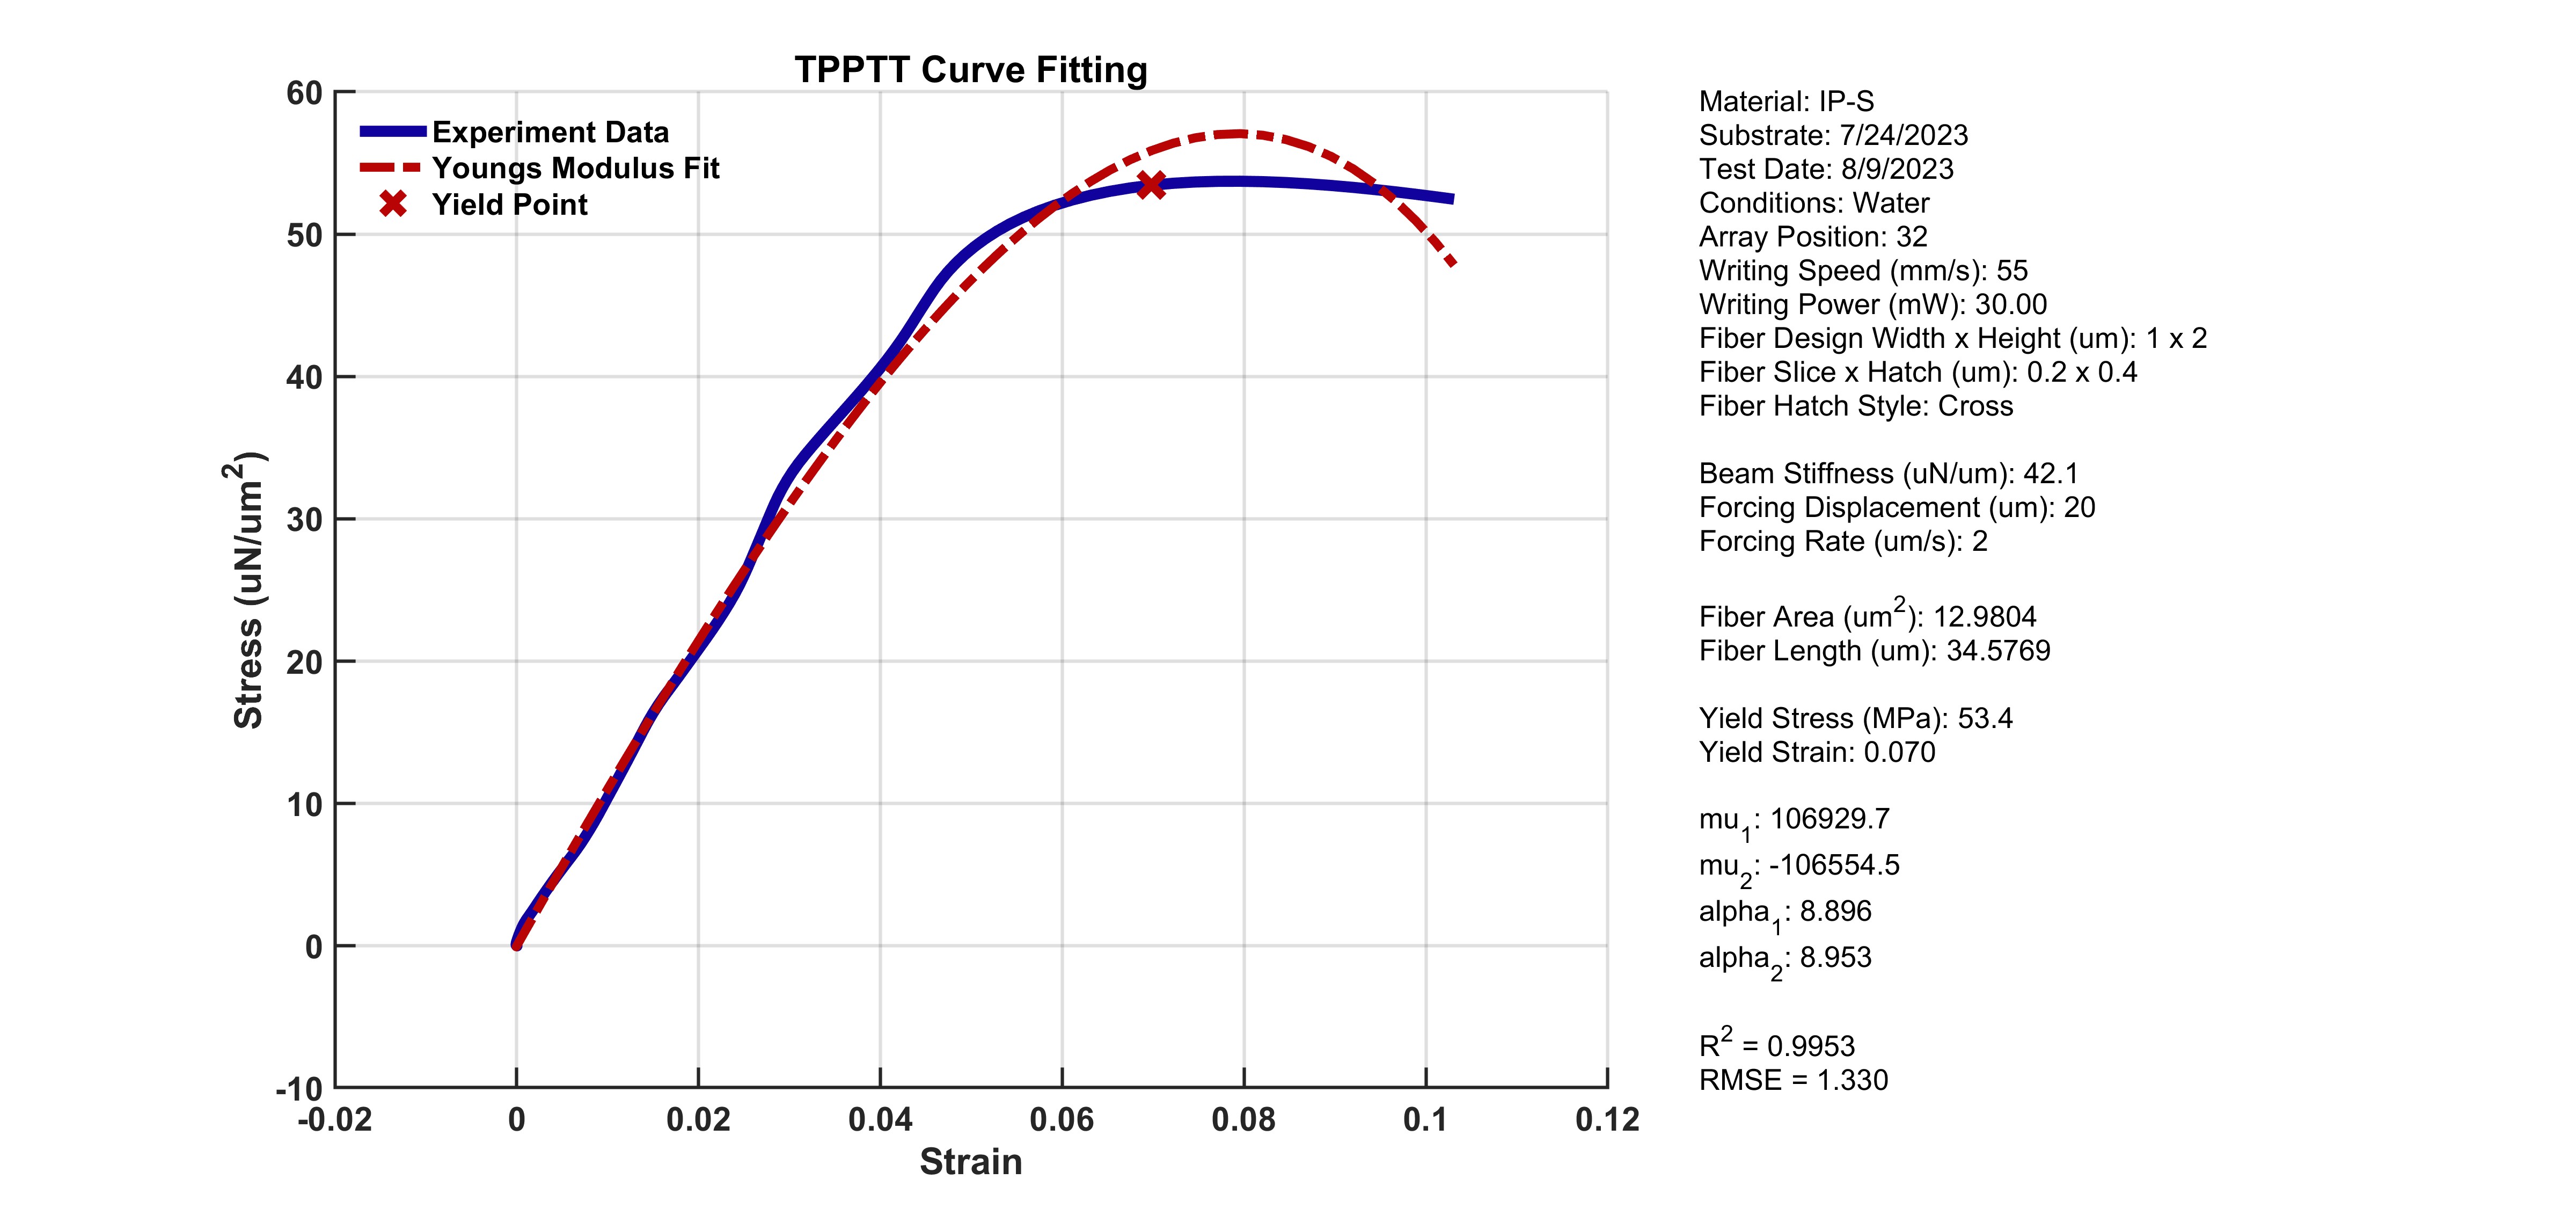 TPPTT Curve Fitting
60
50
40
30
20
10
0
-10
-0.02
0
0.02
0.04
0.06
0.08
0.1
0.12
Stress (uN/um²)
Strain
Experiment Data
Youngs Modulus Fit
Yield Point
Material: IP-S
Substrate: 7/24/2023
Test Date: 8/9/2023
Conditions: Water
Array Position: 32
Writing Speed (mm/s): 55
Writing Power (mW): 30.00
Fiber Design Width x Height (um): 1 x 2
Fiber Slice x Hatch (um): 0.2 x 0.4
Fiber Hatch Style: Cross
Beam Stiffness (uN/um): 42.1
Forcing Displacement (um): 20
Forcing Rate (um/s): 2
Fiber Area (um²): 12.9804
Fiber Length (um): 34.5769
Yield Stress (MPa): 53.4
Yield Strain: 0.070
mu₁: 106929.7
mu₂: -106554.5
alpha₁: 8.896
alpha₂: 8.953
R² = 0.9953
RMSE = 1.330